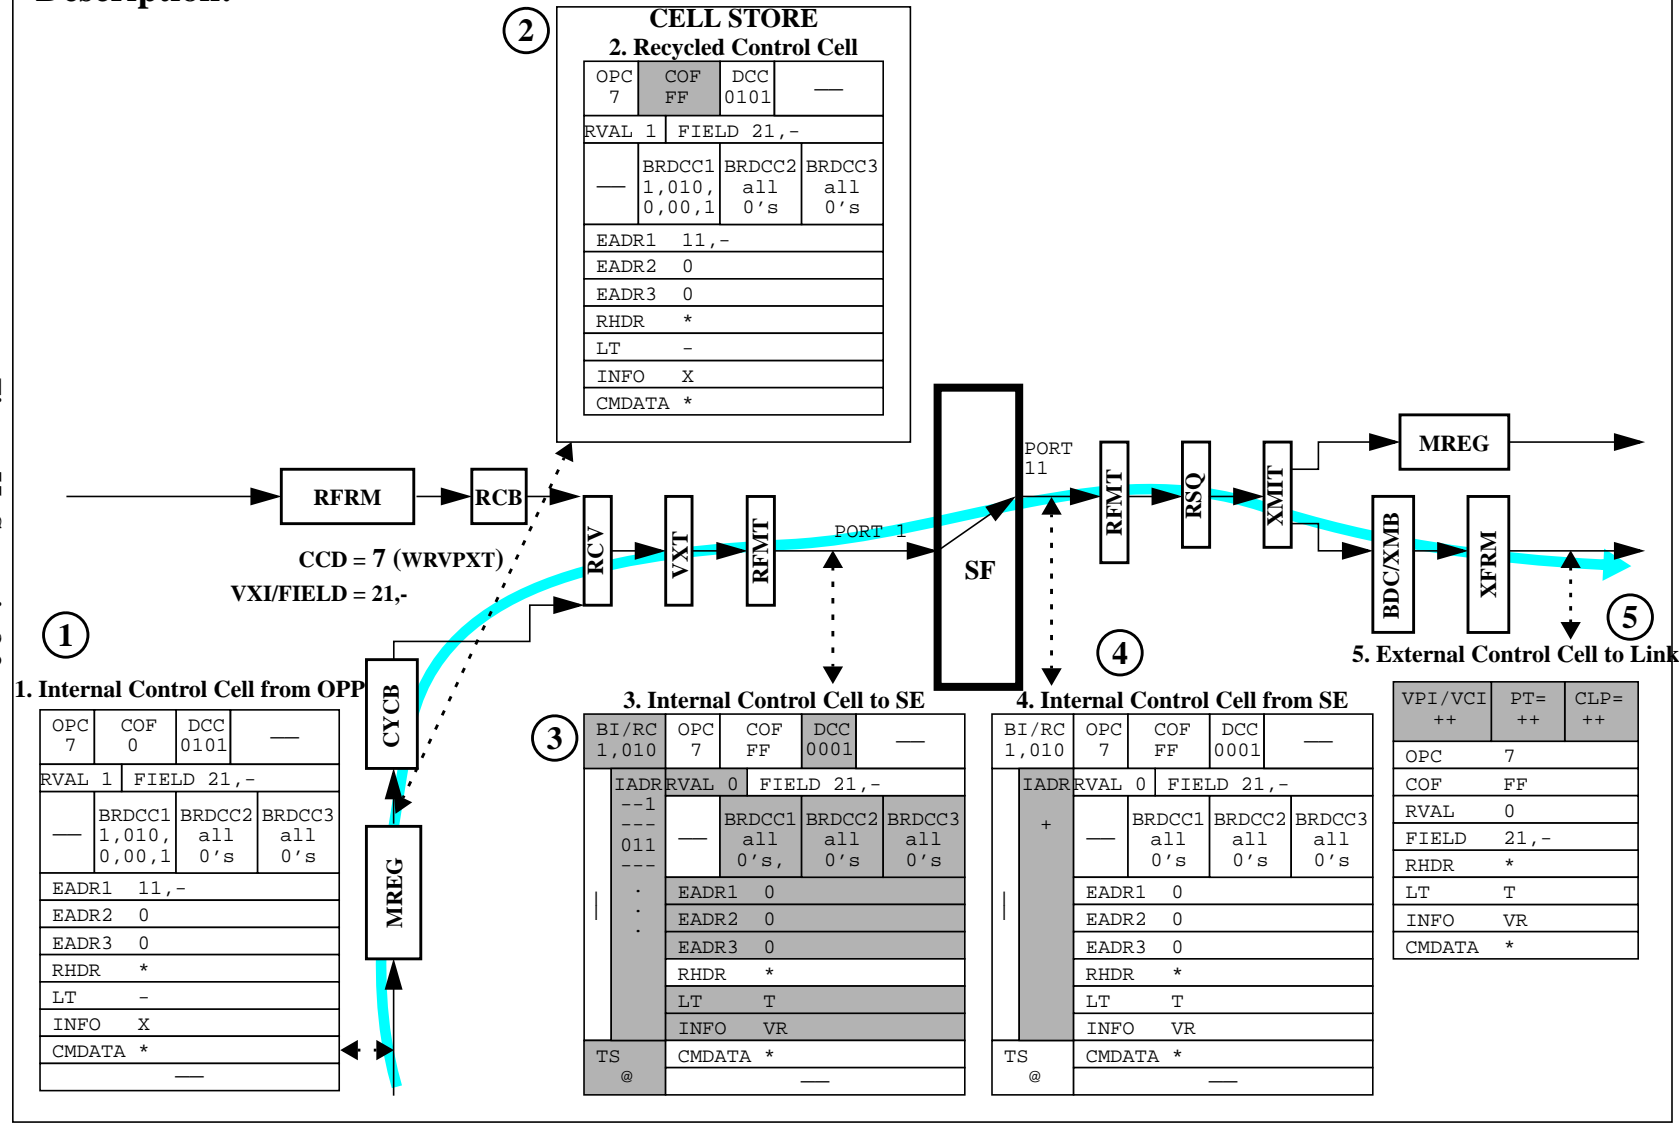 Description:
2
CELL STORE
2. Recycled Control Cell
OPC COF DCC —
7 FF 0101
RVAL 1 FIELD 21,-
BRDCC1 BRDCC2 BRDCC3
— 1,010, all all
0,00,1 0's 0's
EADR1 11,-
EADR2 0
EADR3 0
RHDR *
LT -
INFO X
CMDATA *
RFRM
RCB
RCV
VXT
RFMT
PORT 1
SF
PORT
11
RFMT
RSQ
XMIT
MREG
BDC/XMB
XFRM
CCD = 7 (WRVPXT)
VXI/FIELD = 21,-
CYCB
MREG
1
1. Internal Control Cell from OPP
OPC COF DCC —
7 0 0101
RVAL 1 FIELD 21,-
BRDCC1 BRDCC2 BRDCC3
— 1,010, all all
0,00,1 0's 0's
EADR1 11,-
EADR2 0
EADR3 0
RHDR *
LT -
INFO X
CMDATA *
—
3
3. Internal Control Cell to SE
BI/RC OPC COF DCC —
1,010 7 FF 0001
IADR RVAL 0 FIELD 21,-
--1
---
011
---
.
.
.
|
BRDCC1 BRDCC2 BRDCC3
— all all all
0's, 0's 0's
EADR1 0
EADR2 0
EADR3 0
RHDR *
LT T
INFO VR
TS CMDATA *
@ —
4
4. Internal Control Cell from SE
BI/RC OPC COF DCC —
1,010 7 FF 0001
IADR RVAL 0 FIELD 21,-
+
|
BRDCC1 BRDCC2 BRDCC3
— all all all
0's 0's 0's
EADR1 0
EADR2 0
EADR3 0
RHDR *
LT T
INFO VR
TS CMDATA *
@ —
5
5. External Control Cell to Link
VPI/VCI PT= CLP=
++ ++ ++
OPC 7
COF FF
RVAL 0
FIELD 21,-
RHDR *
LT T
INFO VR
CMDATA *